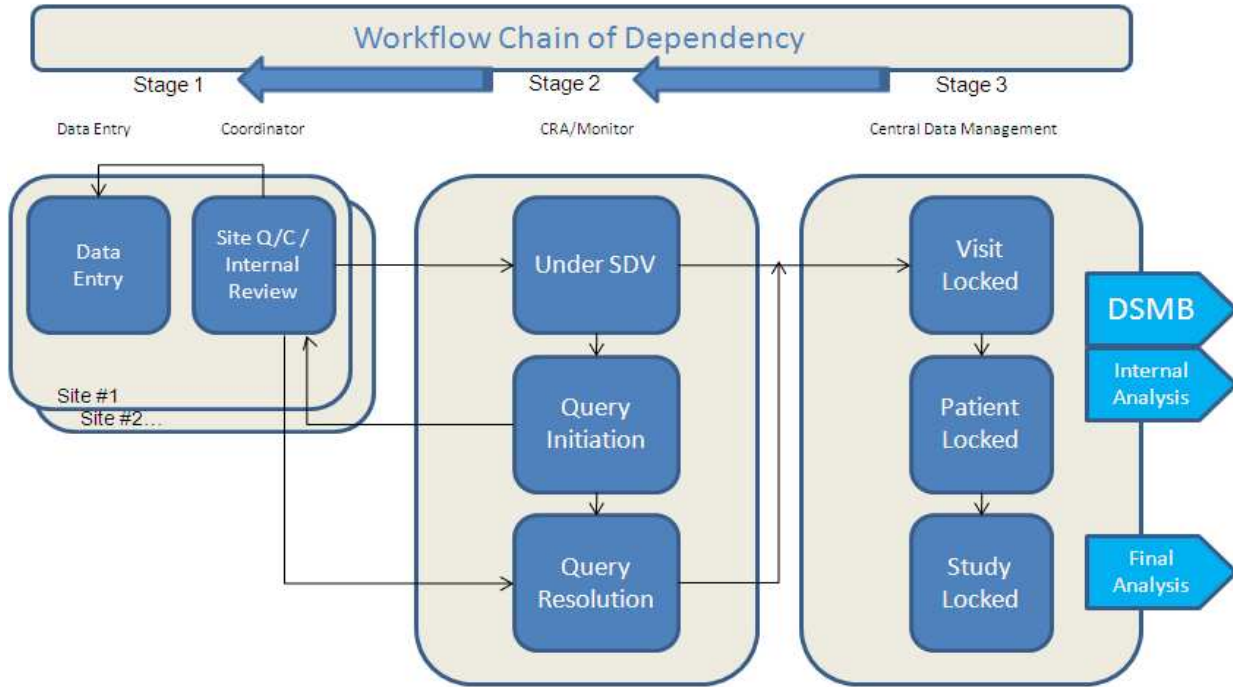 Workflow Chain of Dependency
Stage 1
Stage 2
Stage 3
Data Entry
Coordinator
CRA/Monitor
Central Data Management
Data
Entry
Site Q/C /
Internal
Review
Site #1
Site #2...
Under SDV
Query
Initiation
Query
Resolution
Visit
Locked
Patient
Locked
Study
Locked
DSMB
Internal
Analysis
Final
Analysis